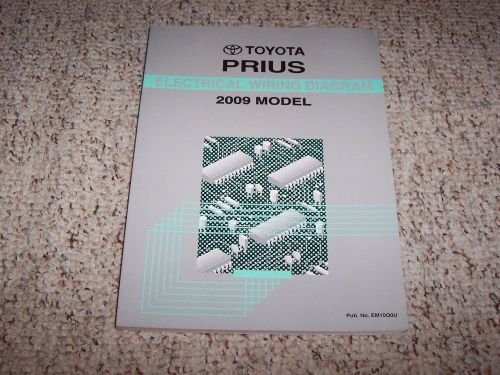 TOYOTA
PRIUS
ELECTRICAL WIRING DIAGRAM
2009 MODEL
Pub. No. EM10Q0U